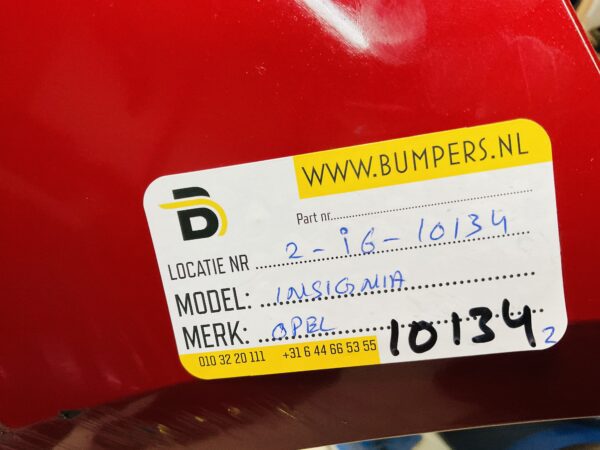 WWW.BUMPERS.NL
B
Part nr.
LOCATIE NR 2-iG-10134
MODEL: INSIGNIA
MERK: OPEL
10134 2
010 32 20 111 +31 6 44 66 53 55